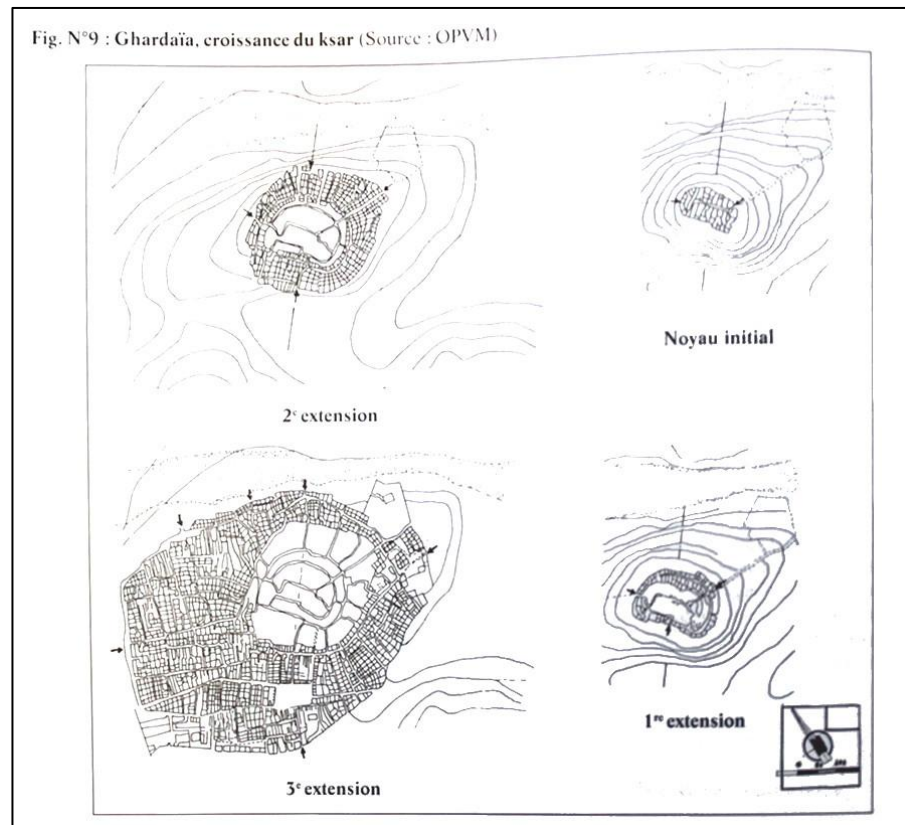 Fig. N°9 : Ghardaïa, croissance du ksar (Source : OPVM)
Noyau initial
2e extension
1re extension
3e extension